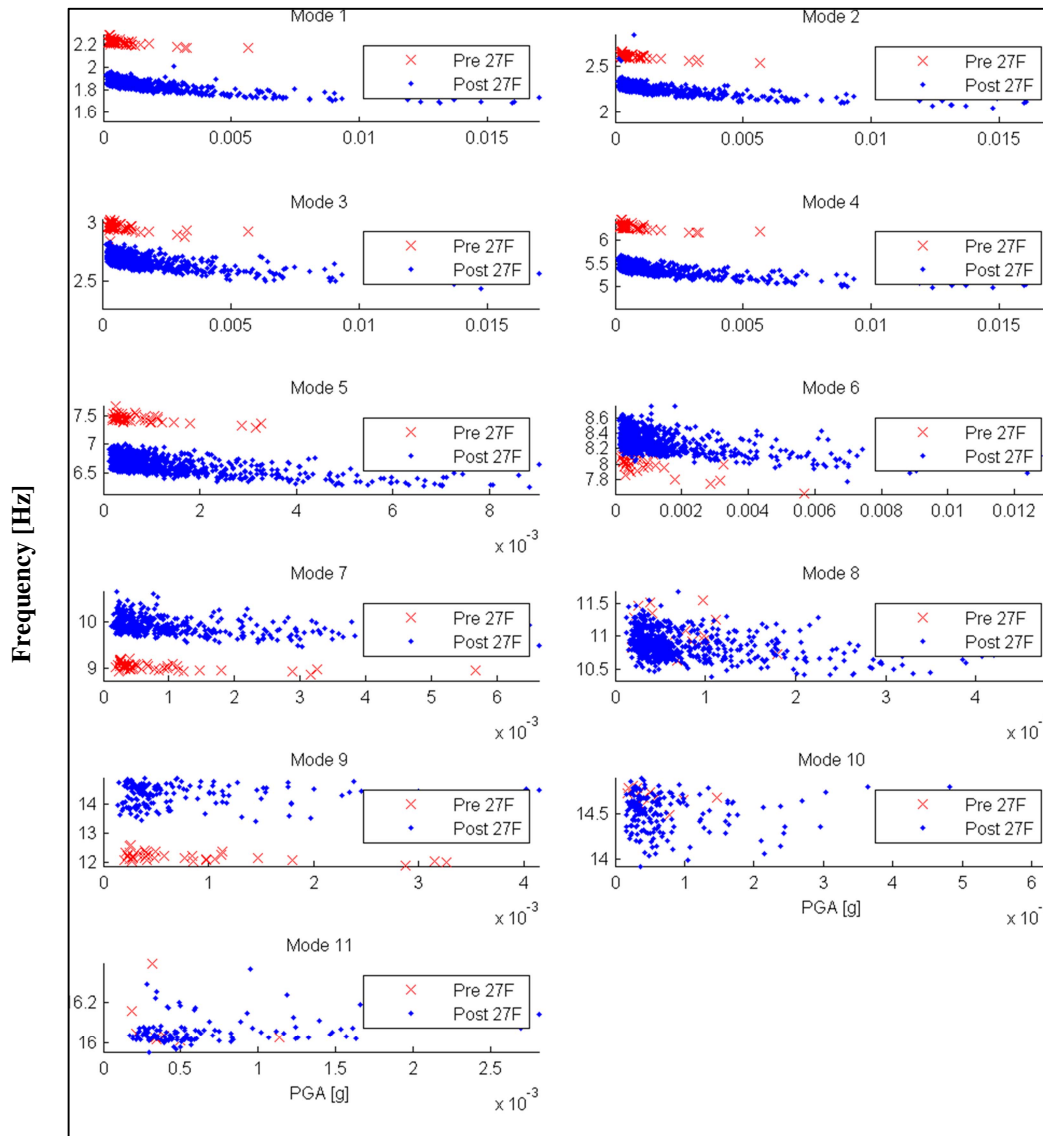 Mode 1
2.2
2
1.8
1.6
Pre 27F
Post 27F
0 0.005 0.01 0.015
Mode 2
2.5
2
Pre 27F
Post 27F
0 0.005 0.01 0.015
Mode 3
3
2.5
Pre 27F
Post 27F
0 0.005 0.01 0.015
Mode 4
6
5.5
5
Pre 27F
Post 27F
0 0.005 0.01 0.015
Mode 5
7.5
7
6.5
Pre 27F
Post 27F
0 2 4 6 8
x 10⁻³
Mode 6
8.6
8.4
8.2
8
7.8
Pre 27F
Post 27F
0 0.002 0.004 0.006 0.008 0.01 0.012
Frequency [Hz]
Mode 7
10
9
Pre 27F
Post 27F
0 1 2 3 4 5 6
x 10⁻³
Mode 8
11.5
11
10.5
Pre 27F
Post 27F
0 1 2 3 4
x 10⁻
Mode 9
14
13
12
Pre 27F
Post 27F
0 1 2 3 4
x 10⁻³
Mode 10
14.5
14
Pre 27F
Post 27F
0 1 2 3 4 5 6
PGA [g]
x 10⁻
Mode 11
6.2
16
Pre 27F
Post 27F
0 0.5 1 1.5 2 2.5
PGA [g]
x 10⁻³